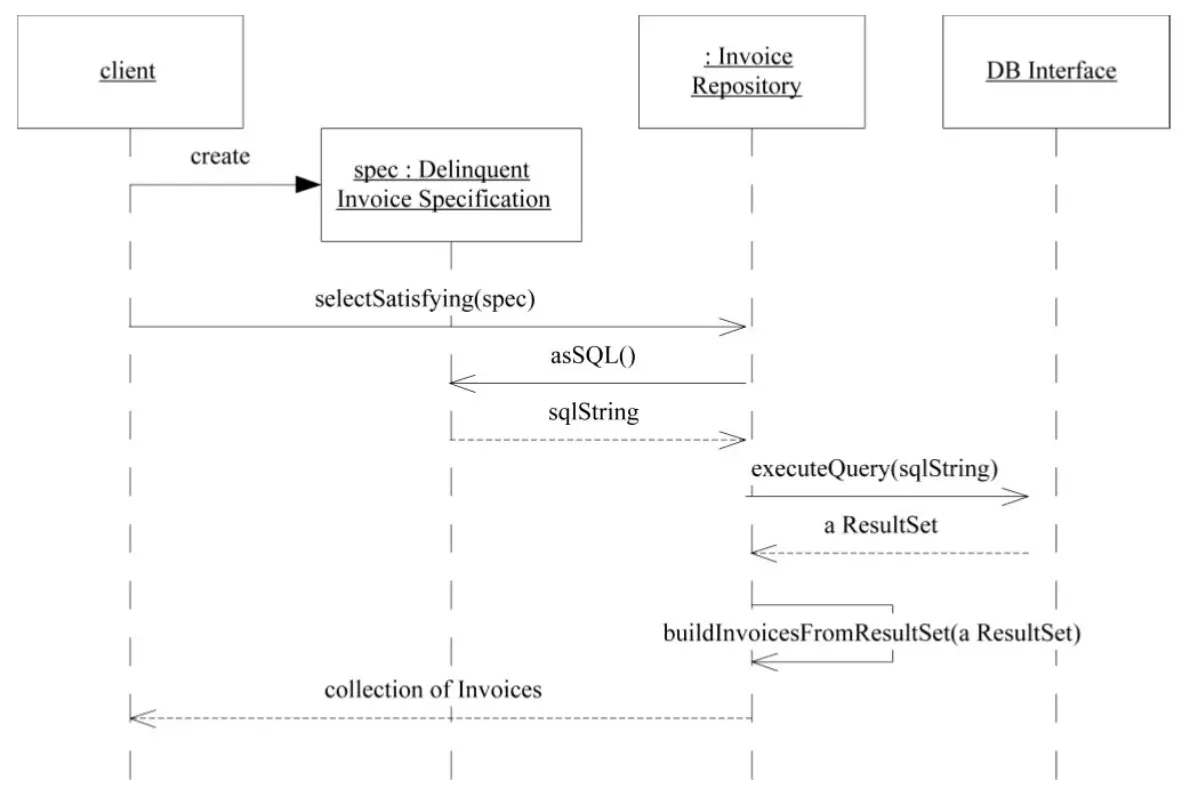 client
: Invoice
Repository
DB Interface
create
spec : Delinquent
Invoice Specification
selectSatisfying(spec)
asSQL()
sqlString
executeQuery(sqlString)
a ResultSet
buildInvoicesFromResultSet(a ResultSet)
collection of Invoices